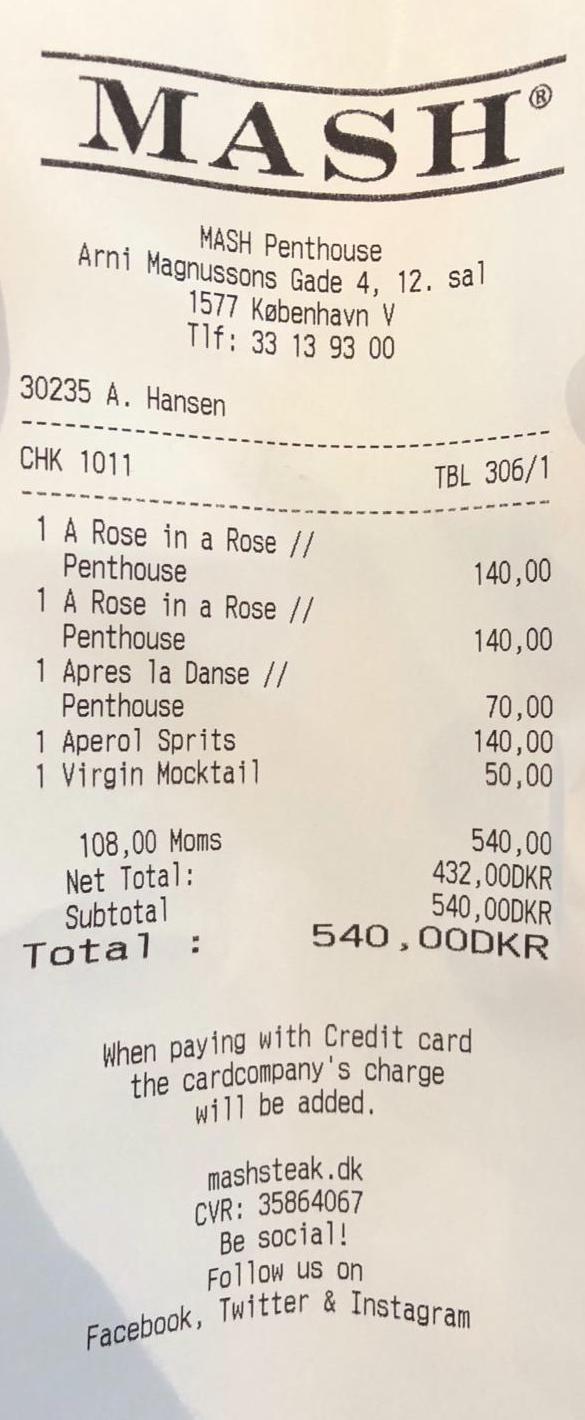 MASH®
MASH Penthouse
Arni Magnussons Gade 4, 12. sal
1577 København V
Tlf: 33 13 93 00
30235 A. Hansen
CHK 1011 TBL 306/1
1 A Rose in a Rose //
Penthouse 140,00
1 A Rose in a Rose //
Penthouse 140,00
1 Apres la Danse //
Penthouse 70,00
1 Aperol Sprits 140,00
1 Virgin Mocktail 50,00
108,00 Moms 540,00
Net Total: 432,00DKR
Subtotal 540,00DKR
Total : 540,00DKR
When paying with Credit card
the cardcompany's charge
will be added.
mashsteak.dk
CVR: 35864067
Be social!
Follow us on
Facebook, Twitter & Instagram